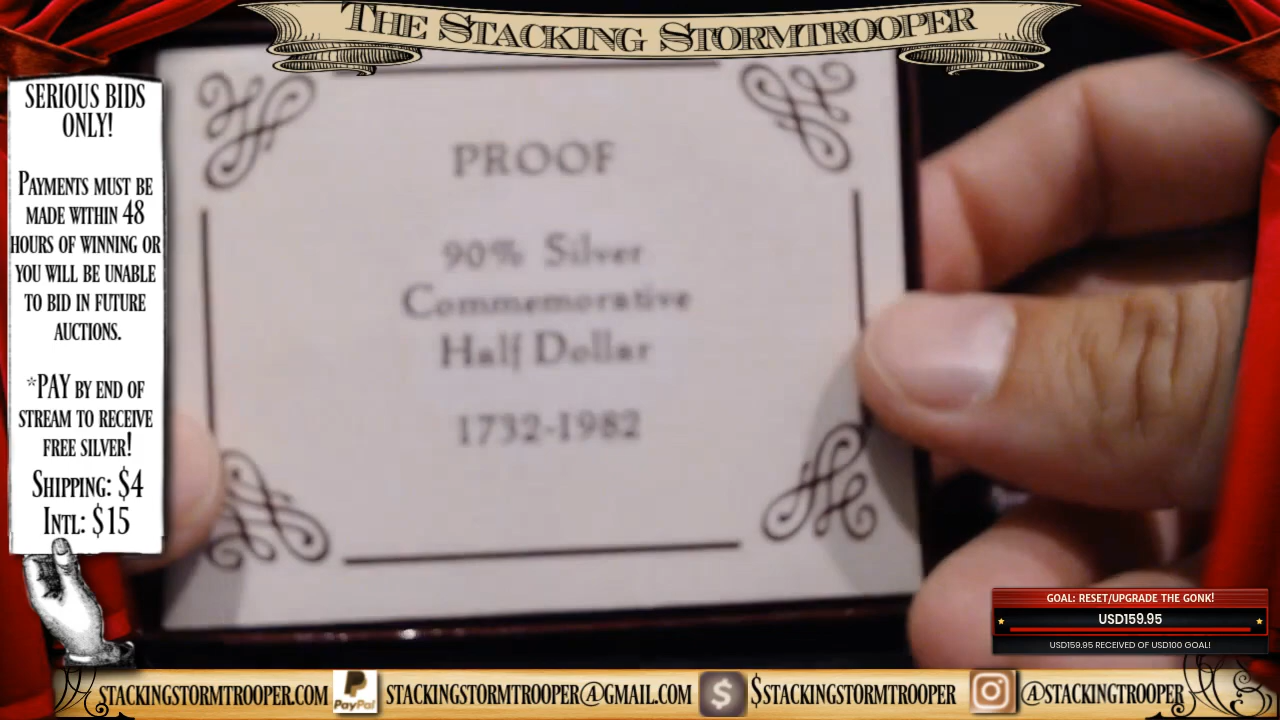 THE STACKING STORMTROOPER
SERIOUS BIDS
ONLY!
PAYMENTS MUST BE
MADE WITHIN 48
HOURS OF WINNING OR
YOU WILL BE UNABLE
TO BID IN FUTURE
AUCTIONS.
*PAY BY END OF
STREAM TO RECEIVE
FREE SILVER!
SHIPPING: $4
INTL: $15
PROOF
90% Silver
Commemorative
Half Dollar
1732-1982
GOAL: RESET/UPGRADE THE GONK!
USD159.95
USD159.95 RECEIVED OF USD100 GOAL!
STACKINGSTORMTROOPER.COM
PayPal
STACKINGSTORMTROOPER@GMAIL.COM
$
$STACKINGSTORMTROOPER
@STACKINGTROOPER